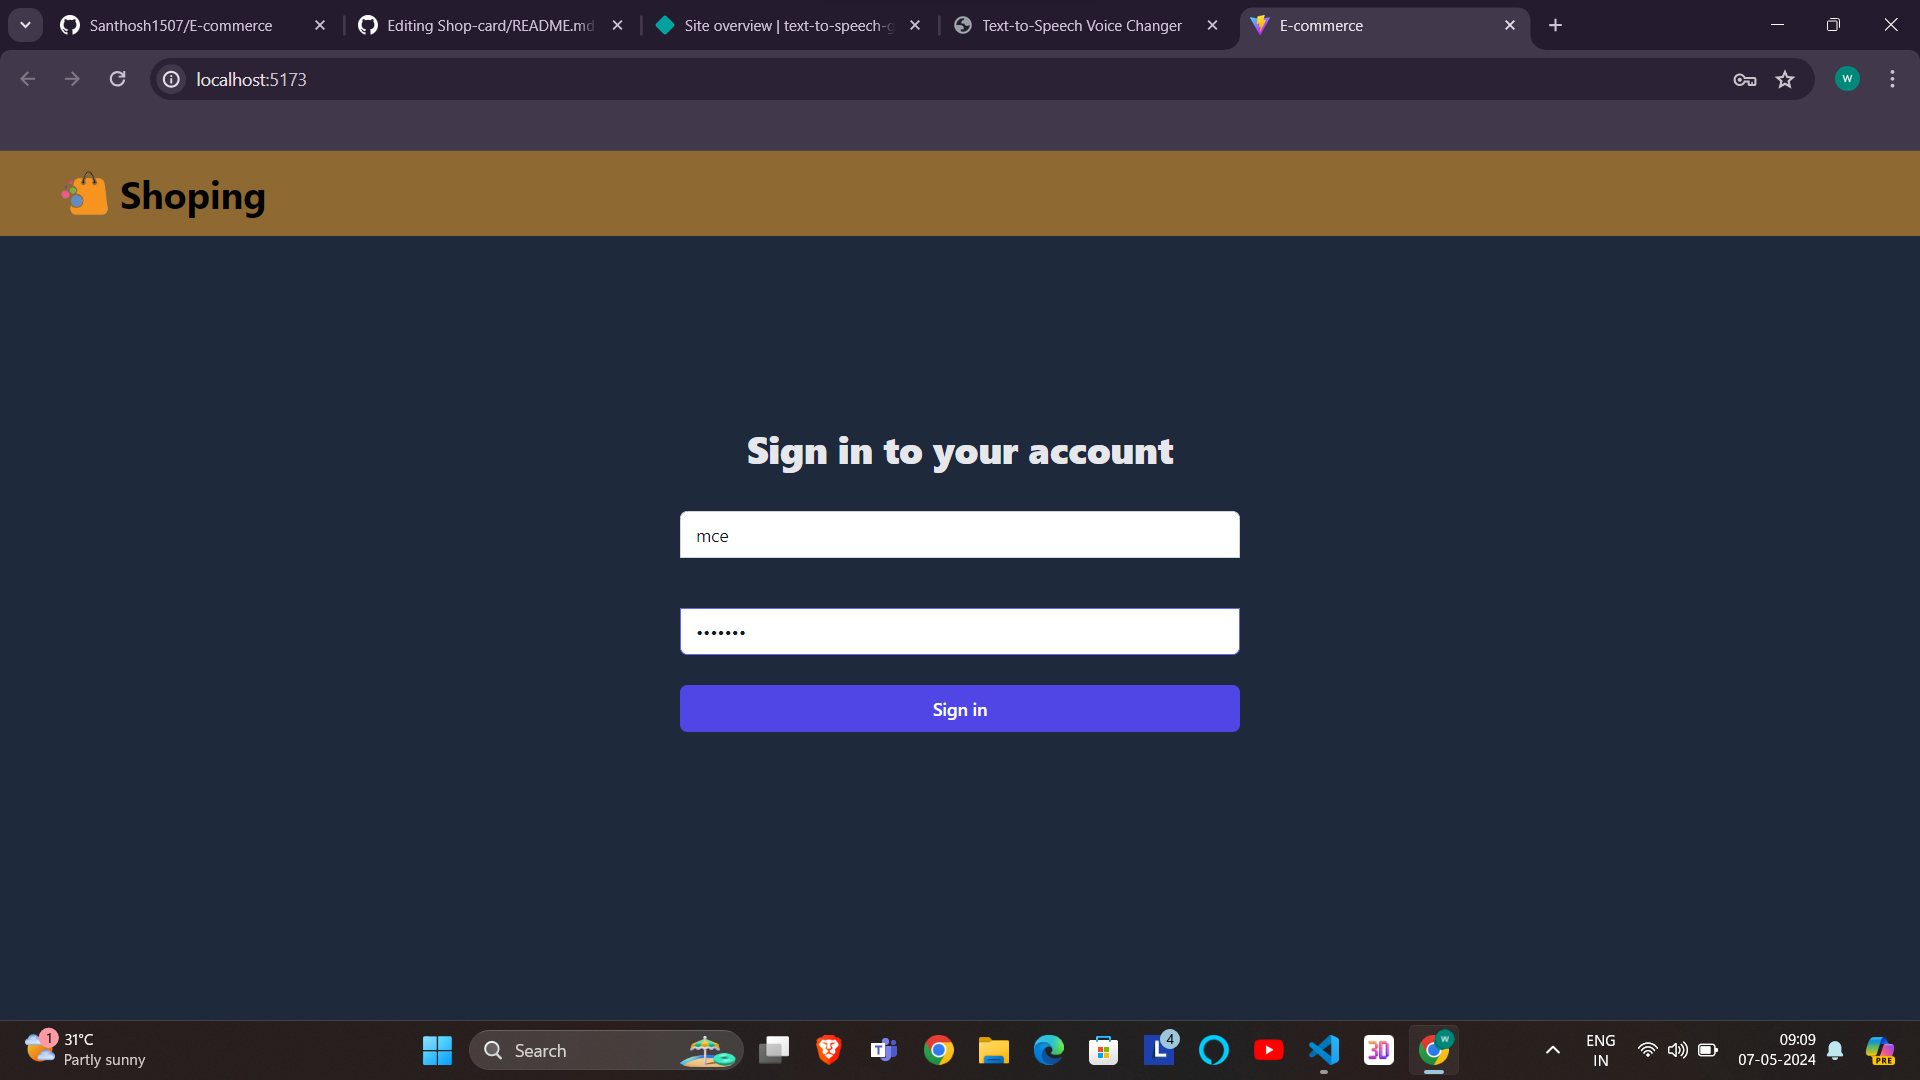 Santhosh1507/E-commerce
Editing Shop-card/README.md
Site overview | text-to-speech-g
Text-to-Speech Voice Changer
E-commerce
localhost:5173
W
Shoping
Sign in to your account
mce
•••••••
Sign in
1
31°C
Partly sunny
Search
T
L
4
3D
W
ENG
IN
09:09
07-05-2024
PRE